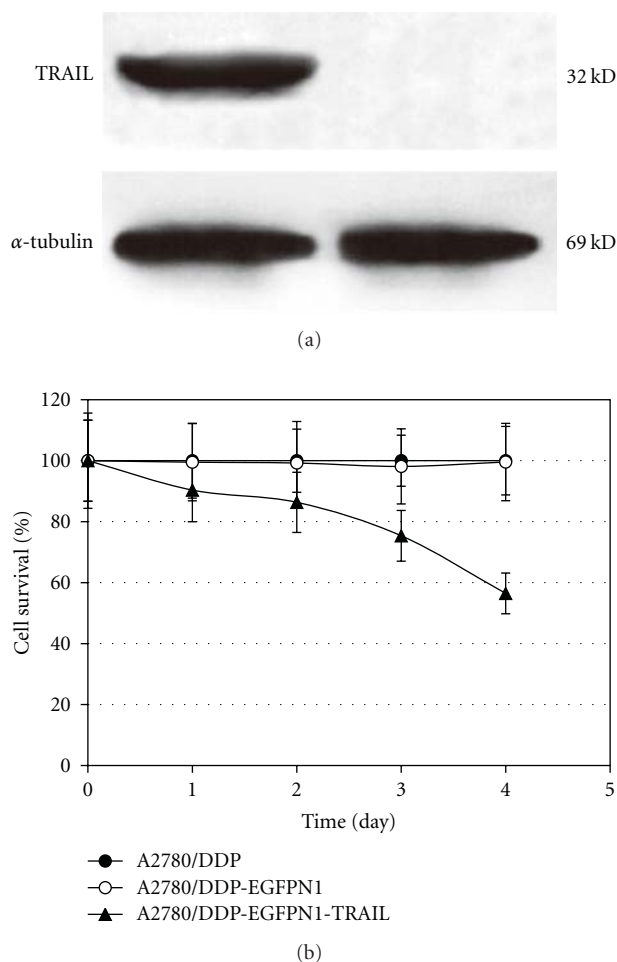 TRAIL 32 kD
α-tubulin 69 kD
(a)
120
100
80
60
40
20
0
Cell survival (%)
0 1 2 3 4 5
Time (day)
A2780/DDP
A2780/DDP-EGFPN1
A2780/DDP-EGFPN1-TRAIL
(b)